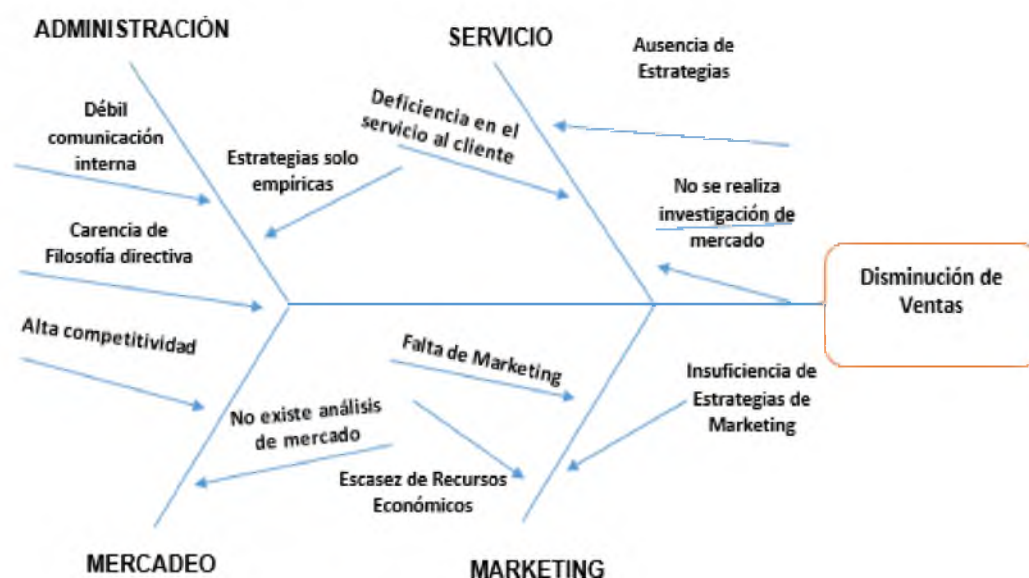 ADMINISTRACIÓN
SERVICIO
Ausencia de
Estrategias
Débil
comunicación
interna
Estrategias solo
empíricas
Deficiencia en el
servicio al cliente
No se realiza
investigación de
mercado
Carencia de
Filosofía directiva
Disminución de
Ventas
Alta competitividad
No existe análisis
de mercado
Falta de Marketing
Insuficiencia de
Estrategias de
Marketing
Escasez de Recursos
Económicos
MERCADEO
MARKETING